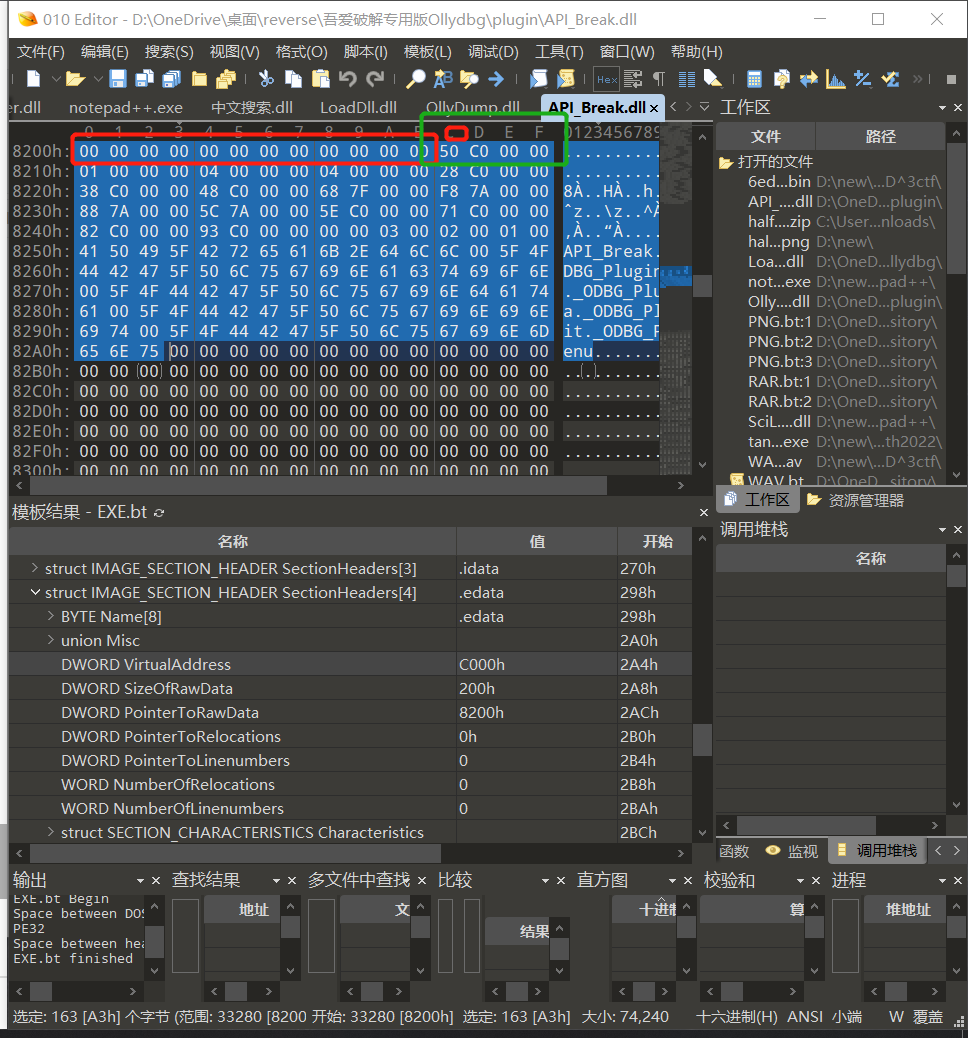 010 Editor - D:\OneDrive\桌面\reverse\吾爱破解专用版Ollydbg\plugin\API_Break.dll
文件(F) 编辑(E) 搜索(S) 视图(V) 格式(O) 脚本(I) 模板(L) 调试(D) 工具(T) 窗口(W) 帮助(H)
er.dll notepad++.exe 中文搜索.dll LoadDll.dll OllyDump.dll API_Break.dll
0 1 2 3 4 5 6 7 8 9 A B C D E F 0123456789
8200h: 00 00 00 00 00 00 00 00 00 00 00 00 50 C0 00 00 ..........
8210h: 01 00 00 00 04 00 00 00 04 00 00 00 28 C0 00 00 ..........
8220h: 38 C0 00 00 48 C0 00 00 68 7F 00 00 F8 7A 00 00 8À..HÀ..h.
8230h: 88 7A 00 00 5C 7A 00 00 5E C0 00 00 71 C0 00 00 ˆz..\z..^À
8240h: 82 C0 00 00 93 C0 00 00 00 00 03 00 02 00 01 00 ‚À..“À....
8250h: 41 50 49 5F 42 72 65 61 6B 2E 64 6C 6C 00 5F 4F API_Break.
8260h: 44 42 47 5F 50 6C 75 67 69 6E 61 63 74 69 6F 6E DBG_Plugin
8270h: 00 5F 4F 44 42 47 5F 50 6C 75 67 69 6E 64 61 74 ._ODBG_Plu
8280h: 61 00 5F 4F 44 42 47 5F 50 6C 75 67 69 6E 69 6E a._ODBG_Pl
8290h: 69 74 00 5F 4F 44 42 47 5F 50 6C 75 67 69 6E 6D it._ODBG_P
82A0h: 65 6E 75 00 00 00 00 00 00 00 00 00 00 00 00 00 enu.......
82B0h: 00 00 00 00 00 00 00 00 00 00 00 00 00 00 00 00 ..........
82C0h: 00 00 00 00 00 00 00 00 00 00 00 00 00 00 00 00 ..........
82D0h: 00 00 00 00 00 00 00 00 00 00 00 00 00 00 00 00 ..........
82E0h: 00 00 00 00 00 00 00 00 00 00 00 00 00 00 00 00 ..........
82F0h: 00 00 00 00 00 00 00 00 00 00 00 00 00 00 00 00 ..........
8300h: 00 00 00 00 00 00 00 00 00 00 00 00 00 00 00 00 ..........
工作区
文件 路径
打开的文件
6ed...bin D:\new\...D^3ctf\
API_....dll D:\OneD...plugin\
half....zip C:\User...nloads\
hal...png D:\new\
Loa...dll D:\OneD...llydbg\
not...exe D:\new...pad++\
Olly....dll D:\OneD...plugin\
PNG.bt:1 D:\OneD...sitory\
PNG.bt:2 D:\OneD...sitory\
PNG.bt:3 D:\OneD...sitory\
RAR.bt:1 D:\OneD...sitory\
RAR.bt:2 D:\OneD...sitory\
SciL....dll D:\new...pad++\
tan...exe D:\new...th2022\
WA...av D:\new\...D^3ctf\
WAV.bt D:\OneD...sitory\
工作区 资源管理器
模板结果 - EXE.bt
名称 值 开始
struct IMAGE_SECTION_HEADER SectionHeaders[3] .idata 270h
struct IMAGE_SECTION_HEADER SectionHeaders[4] .edata 298h
BYTE Name[8] .edata 298h
union Misc 2A0h
DWORD VirtualAddress C000h 2A4h
DWORD SizeOfRawData 200h 2A8h
DWORD PointerToRawData 8200h 2ACh
DWORD PointerToRelocations 0h 2B0h
DWORD PointerToLinenumbers 0 2B4h
WORD NumberOfRelocations 0 2B8h
WORD NumberOfLinenumbers 0 2BAh
struct SECTION_CHARACTERISTICS Characteristics 2BCh
调用堆栈
名称
函数 监视 调用堆栈
输出 查找结果 多文件中查找 比较 直方图 校验和 进程
EXE.bt Begin
Space between DOS
PE32
Space between hea
EXE.bt finished
地址 文 结果 十进制 算 堆地址
选定: 163 [A3h] 个字节 (范围: 33280 [8200 开始: 33280 [8200h] 选定: 163 [A3h] 大小: 74,240 十六进制(H) ANSI 小端 W 覆盖